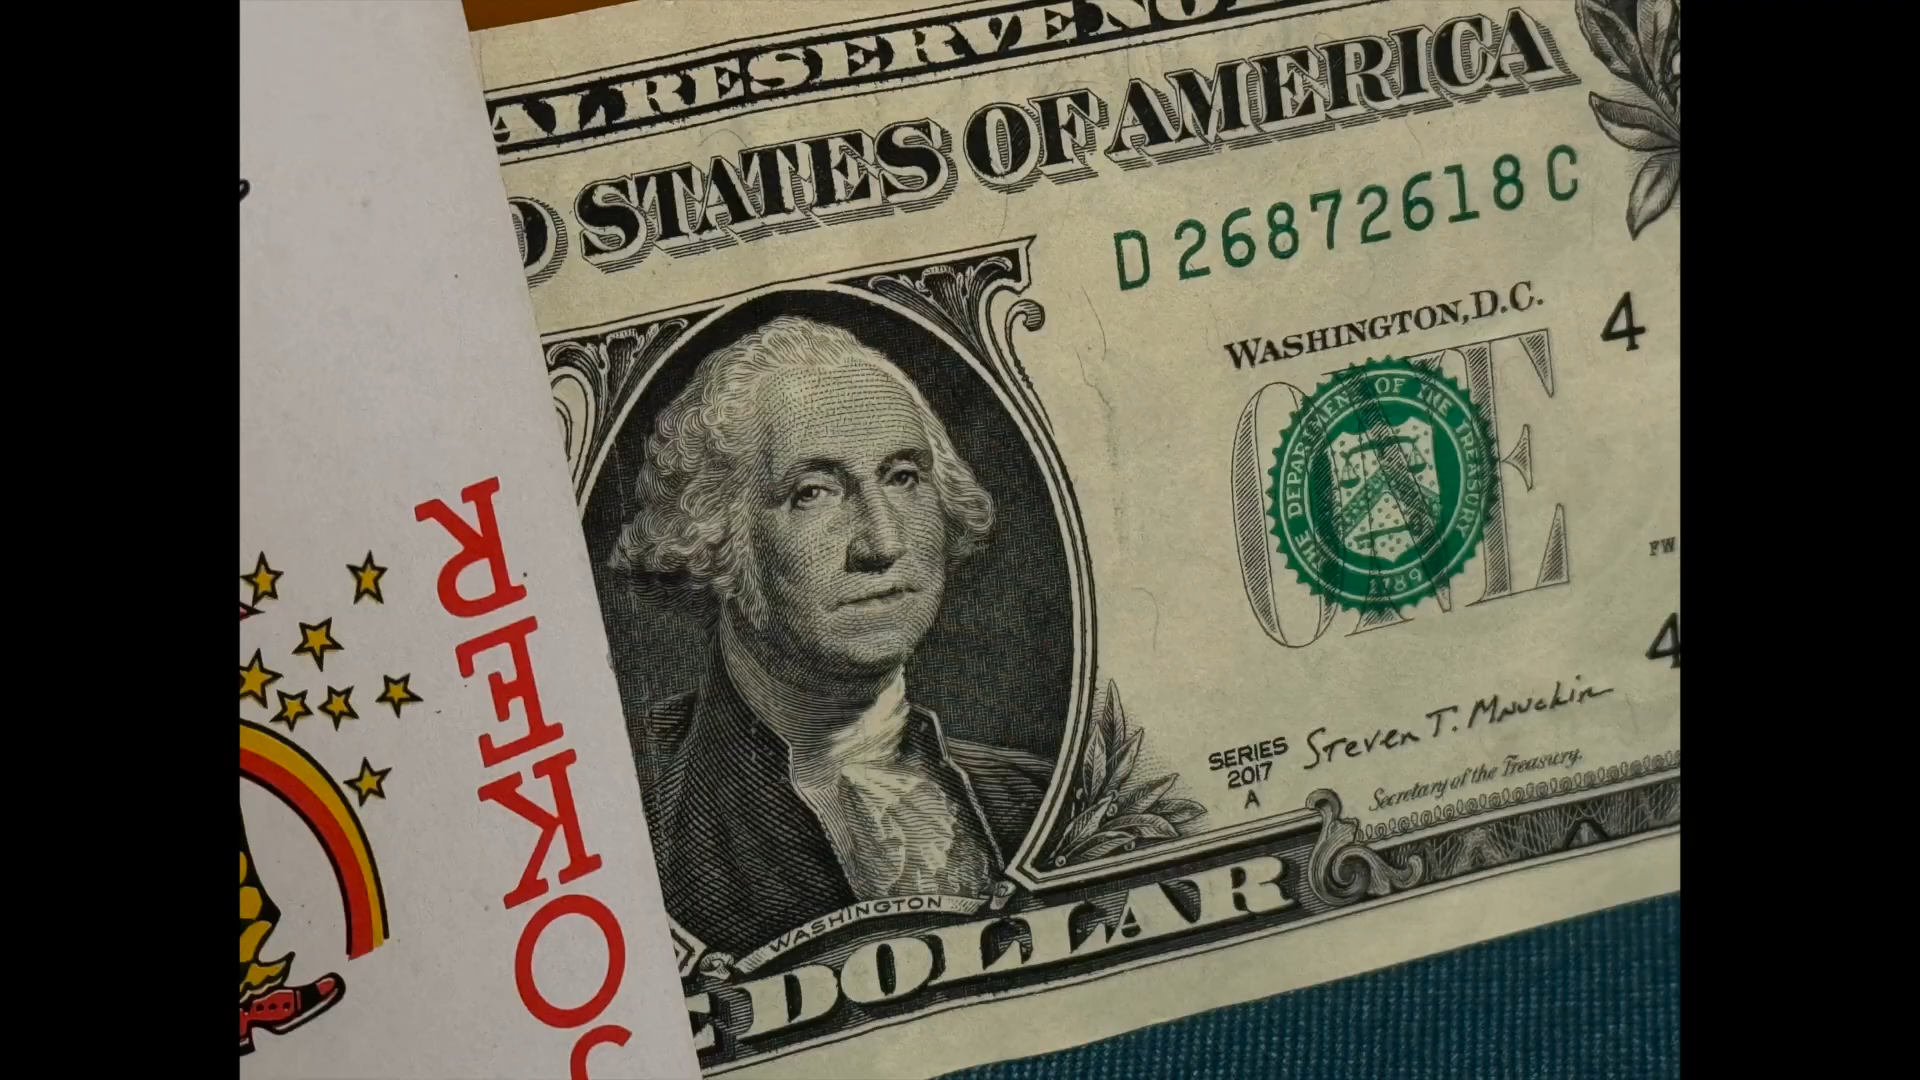 AL RESERVE NO
D STATES OF AMERICA
D 26872618 C
WASHINGTON, D.C.
4
ONE
THE DEPARTMENT OF THE TREASURY
1789
FW
4
Steven T. Mnuchin
SERIES
2017
A
Secretary of the Treasury.
WASHINGTON
E DOLLAR
JOKER